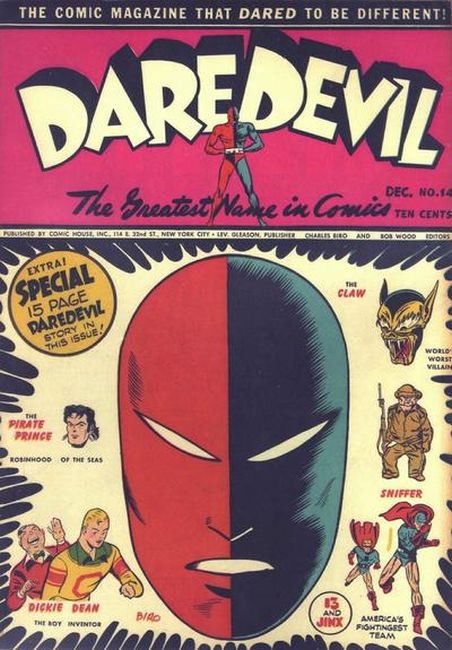 THE COMIC MAGAZINE THAT DARED TO BE DIFFERENT!
DAREDEVIL
The Greatest Name in Comics
DEC. NO.14
TEN CENTS
PUBLISHED BY COMIC HOUSE, INC., 114 E. 32nd ST., NEW YORK CITY • LEV. GLEASON, PUBLISHER CHARLES BIRO AND BOB WOOD EDITORS
EXTRA!
SPECIAL
15 PAGE
DAREDEVIL
STORY IN
THIS ISSUE!
THE
CLAW
WORLD'S
WORST
VILLAIN
THE
PIRATE
PRINCE
ROBINHOOD OF THE SEAS
SNIFFER
DICKIE DEAN
THE BOY INVENTOR
BIRO
13
AND
JINX
AMERICA'S
FIGHTINGEST
TEAM